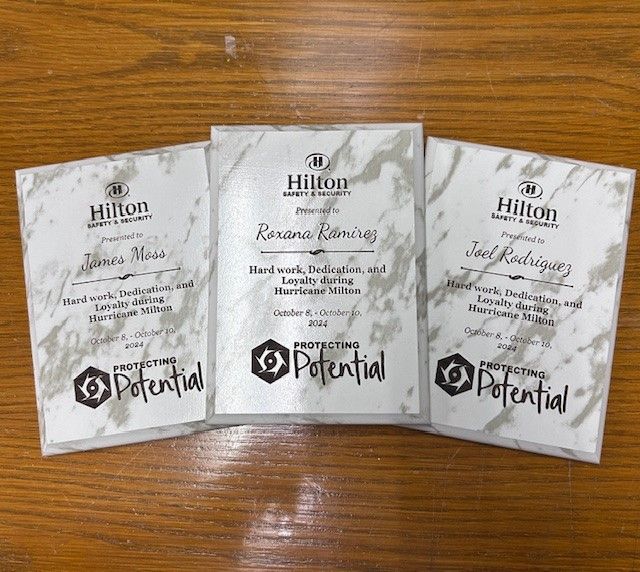 H
Hilton
SAFETY & SECURITY
Presented to
James Moss
Hard work, Dedication, and
Loyalty during
Hurricane Milton
October 8, - October 10,
2024
PROTECTING
Potential
H
Hilton
SAFETY & SECURITY
Presented to
Roxana Ramirez
Hard work, Dedication, and
Loyalty during
Hurricane Milton
October 8, - October 10,
2024
PROTECTING
Potential
H
Hilton
SAFETY & SECURITY
Presented to
Joel Rodriguez
Hard work, Dedication, and
Loyalty during
Hurricane Milton
October 8, - October 10,
2024
PROTECTING
Potential